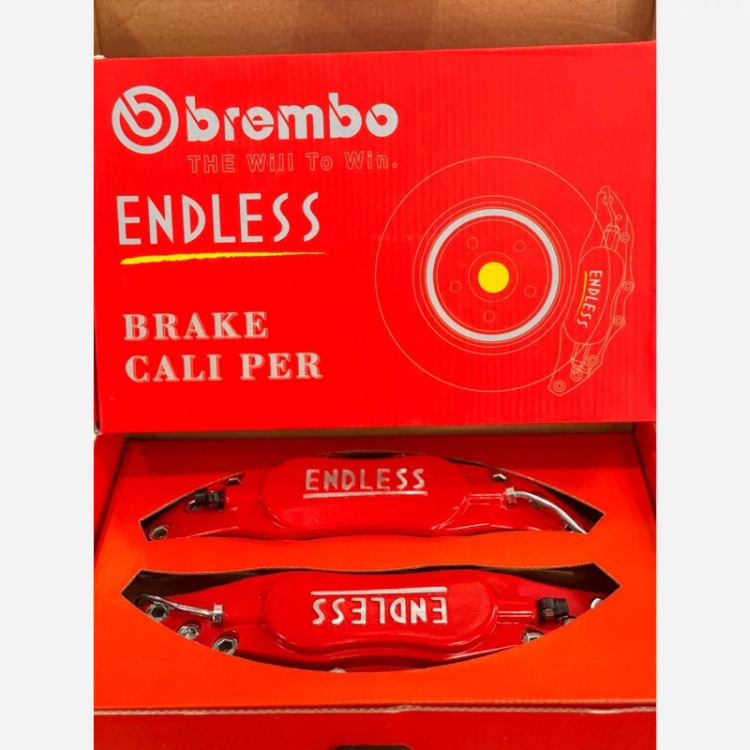 brembo
THE Will To Win.
ENDLESS
BRAKE
CALI PER
ENDLESS
ENDLESS
ENDLESS